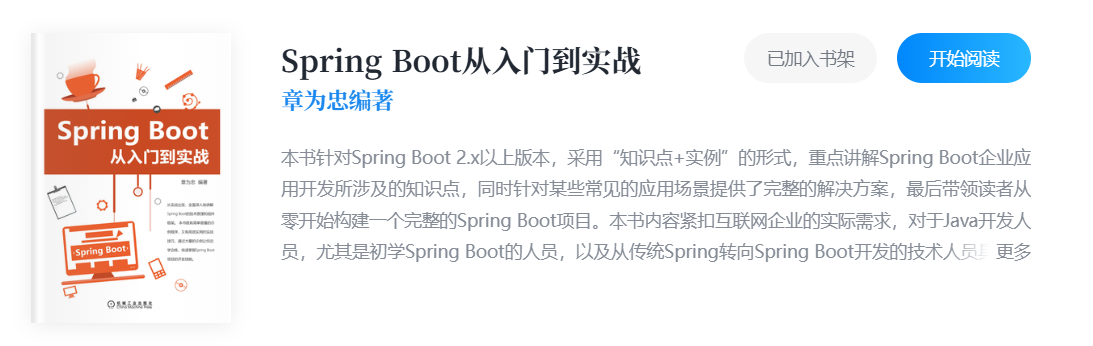 Spring Boot从入门到实战
已加入书架
开始阅读
章为忠编著
本书针对Spring Boot 2.x以上版本，采用“知识点+实例”的形式，重点讲解Spring Boot企业应
用开发所涉及的知识点，同时针对某些常见的应用场景提供了完整的解决方案，最后带领读者从
零开始构建一个完整的Spring Boot项目。本书内容紧扣互联网企业的实际需求，对于Java开发人
员，尤其是初学Spring Boot的人员，以及从传统Spring转向Spring Boot开发的技术人员
更多
Spring Boot
从入门到实战
章为忠 编著
Spring Boot
机械工业出版社
China Machine Press